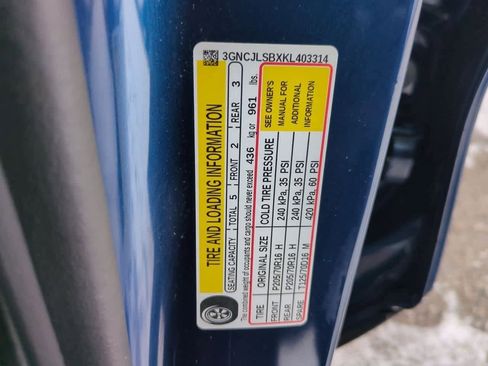 3GNCJLSBXKL403314
TIRE AND LOADING INFORMATION
SEATING CAPACITY TOTAL 5 FRONT 2 REAR 3
The combined weight of occupants and cargo should never exceed 436 kg or 961 lbs.
TIRE ORIGINAL SIZE COLD TIRE PRESSURE
FRONT P205/70R16 H 240 kPa, 35 PSI
REAR P205/70R16 H 240 kPa, 35 PSI
SPARE T125/70D16 M 420 kPa, 60 PSI
SEE OWNER'S
MANUAL FOR
ADDITIONAL
INFORMATION